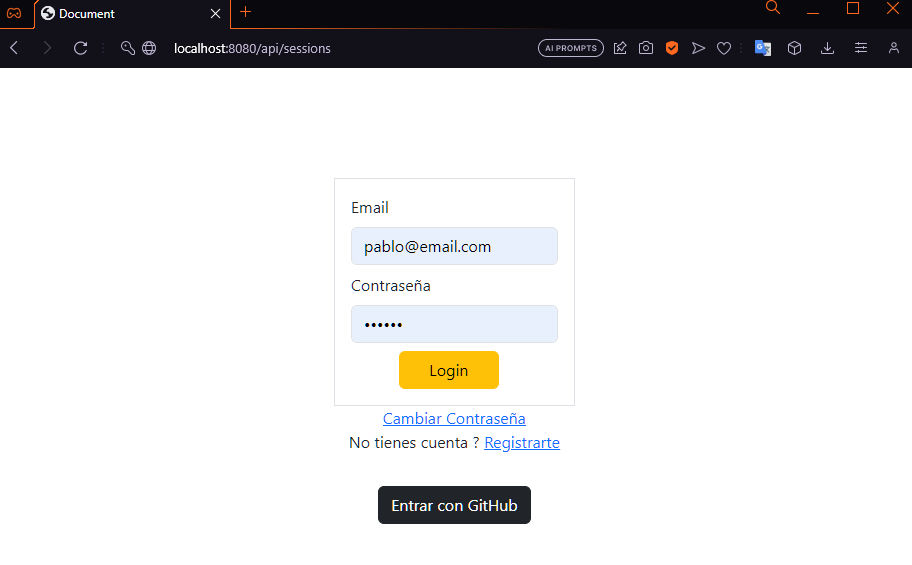 Document
localhost:8080/api/sessions
AI PROMPTS
Email
pablo@email.com
Contraseña
••••••
Login
Cambiar Contraseña
No tienes cuenta ? Registrarte
Entrar con GitHub